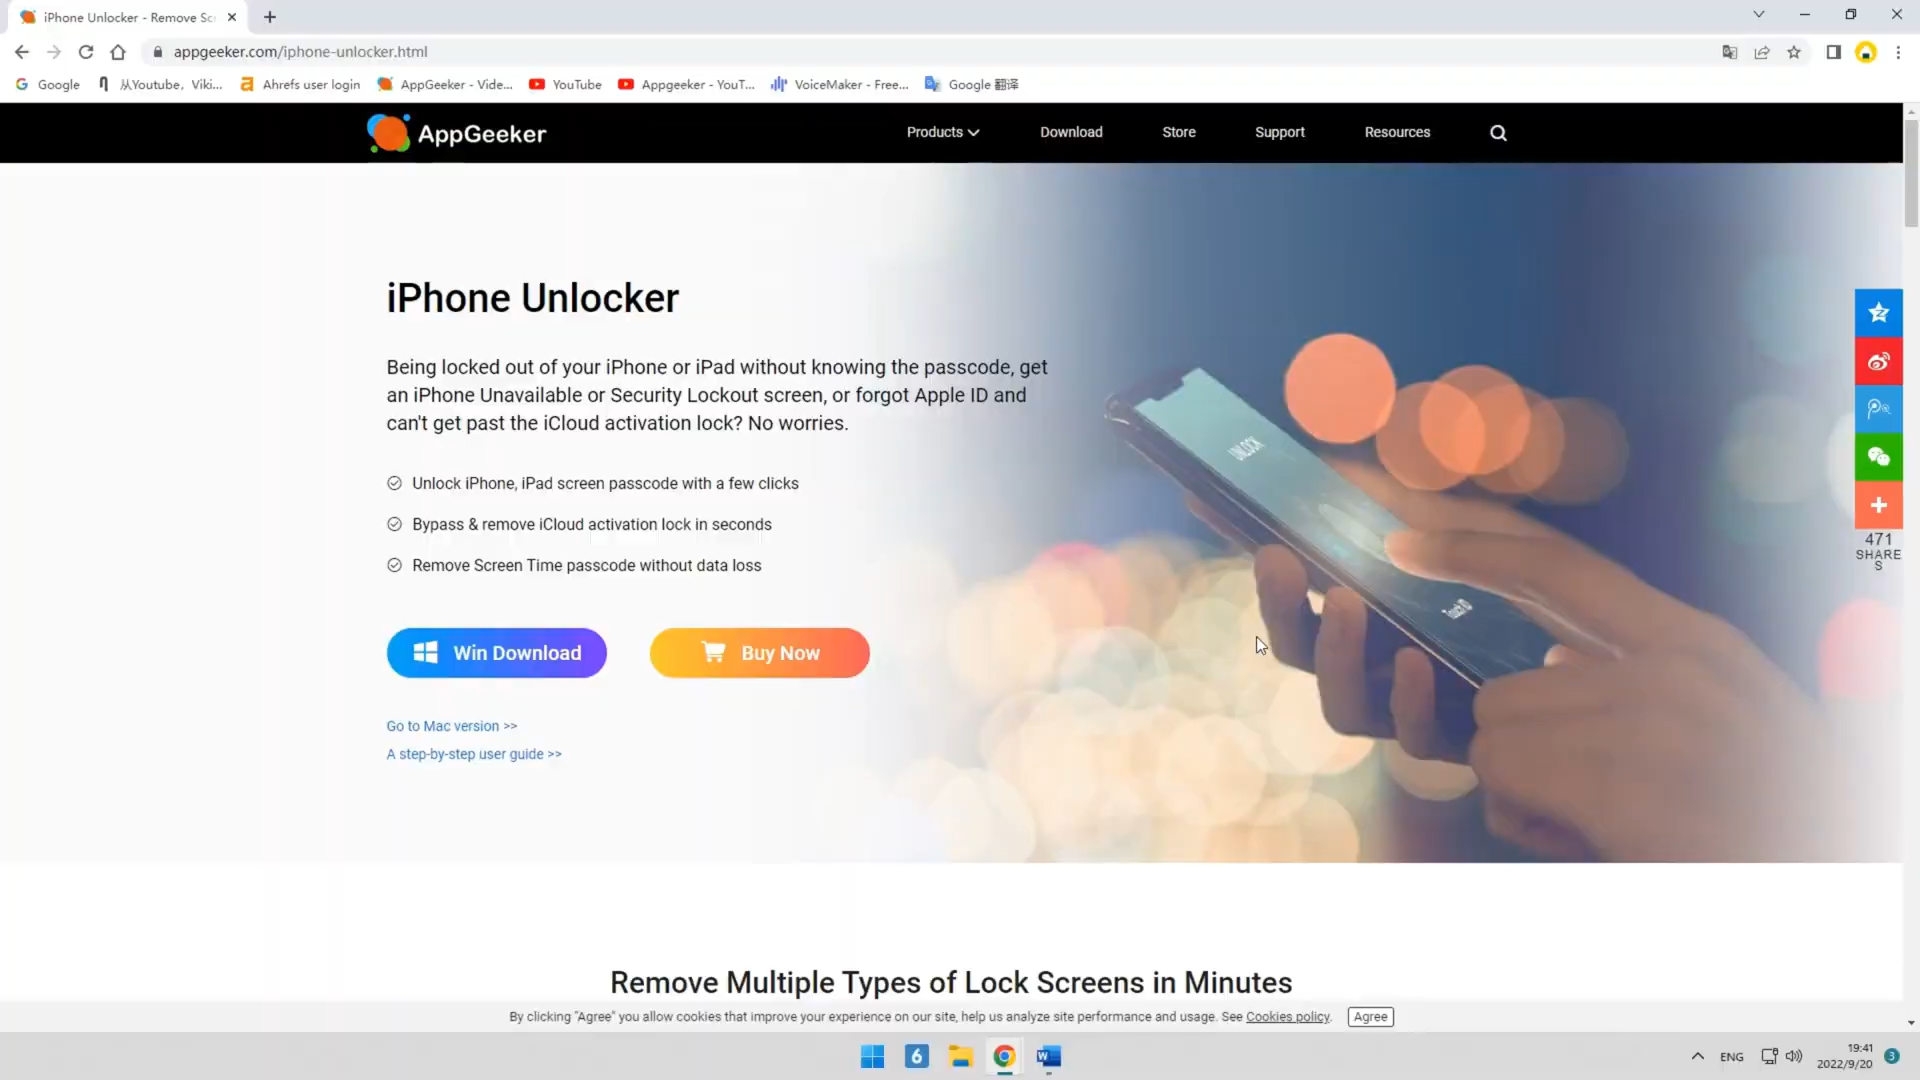 iPhone Unlocker - Remove Sc
appgeeker.com/iphone-unlocker.html
Google
从Youtube, Viki...
Ahrefs user login
AppGeeker - Vide...
YouTube
Appgeeker - YouT...
VoiceMaker - Free...
Google 翻译
AppGeeker
Products
Download
Store
Support
Resources
iPhone Unlocker
Being locked out of your iPhone or iPad without knowing the passcode, get
an iPhone Unavailable or Security Lockout screen, or forgot Apple ID and
can't get past the iCloud activation lock? No worries.
Unlock iPhone, iPad screen passcode with a few clicks
Bypass & remove iCloud activation lock in seconds
Remove Screen Time passcode without data loss
Win Download
Buy Now
Go to Mac version >>
A step-by-step user guide >>
UNLOCK
Touch ID
471
SHARE
S
Remove Multiple Types of Lock Screens in Minutes
By clicking "Agree" you allow cookies that improve your experience on our site, help us analyze site performance and usage. See Cookies policy.
Agree
6
W
ENG
19:41
2022/9/20
3